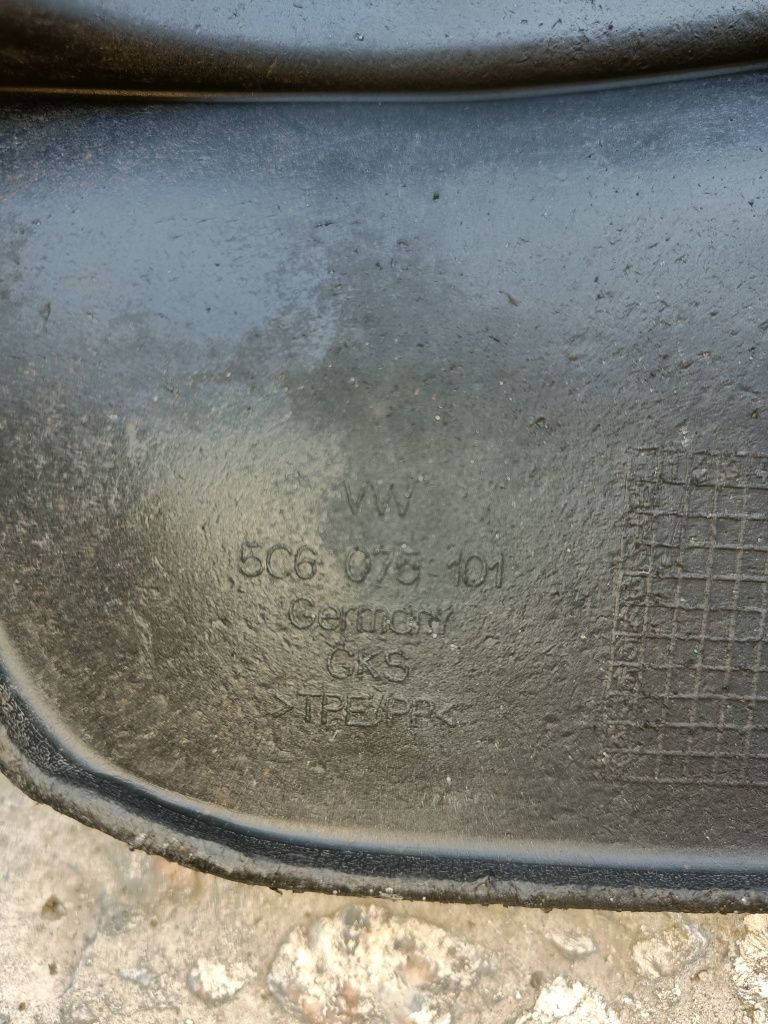 VW
5C6 075 101
Germany
GKS
>TPE/PP<